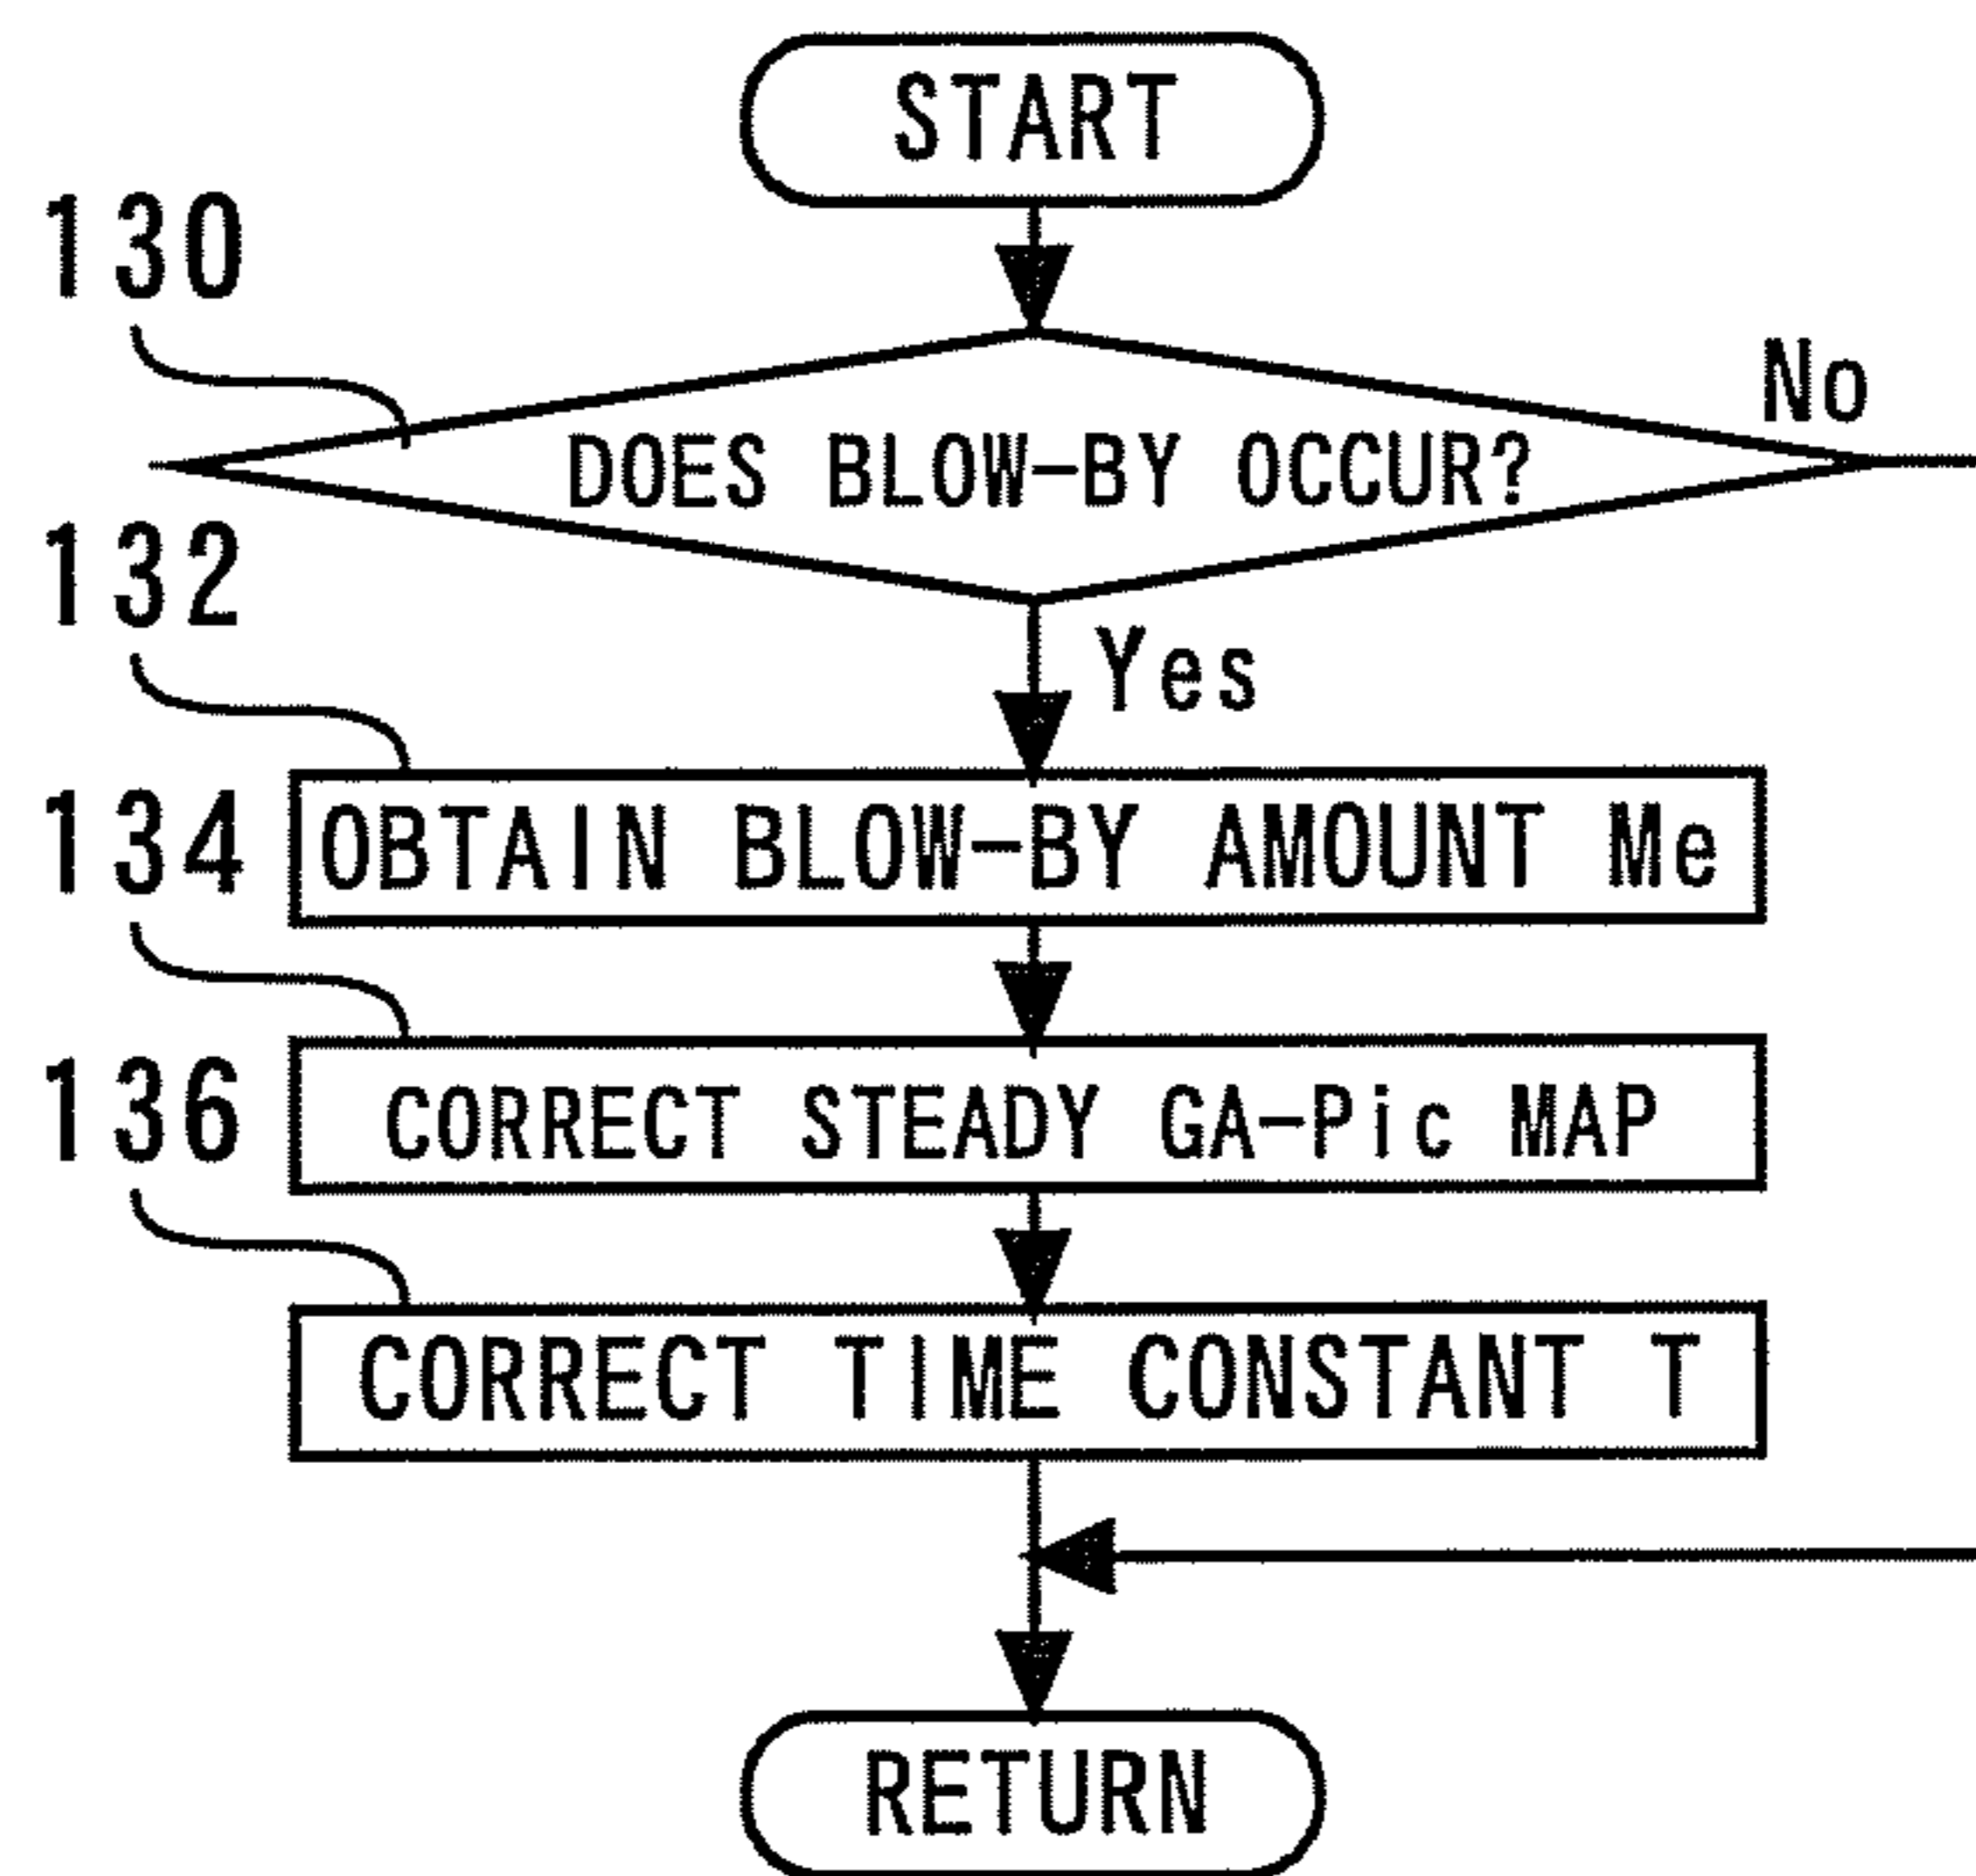 START
130
No
DOES BLOW-BY OCCUR?
132
Yes
134
OBTAIN BLOW-BY AMOUNT Me
136
CORRECT STEADY GA-Pic MAP
CORRECT TIME CONSTANT T
RETURN